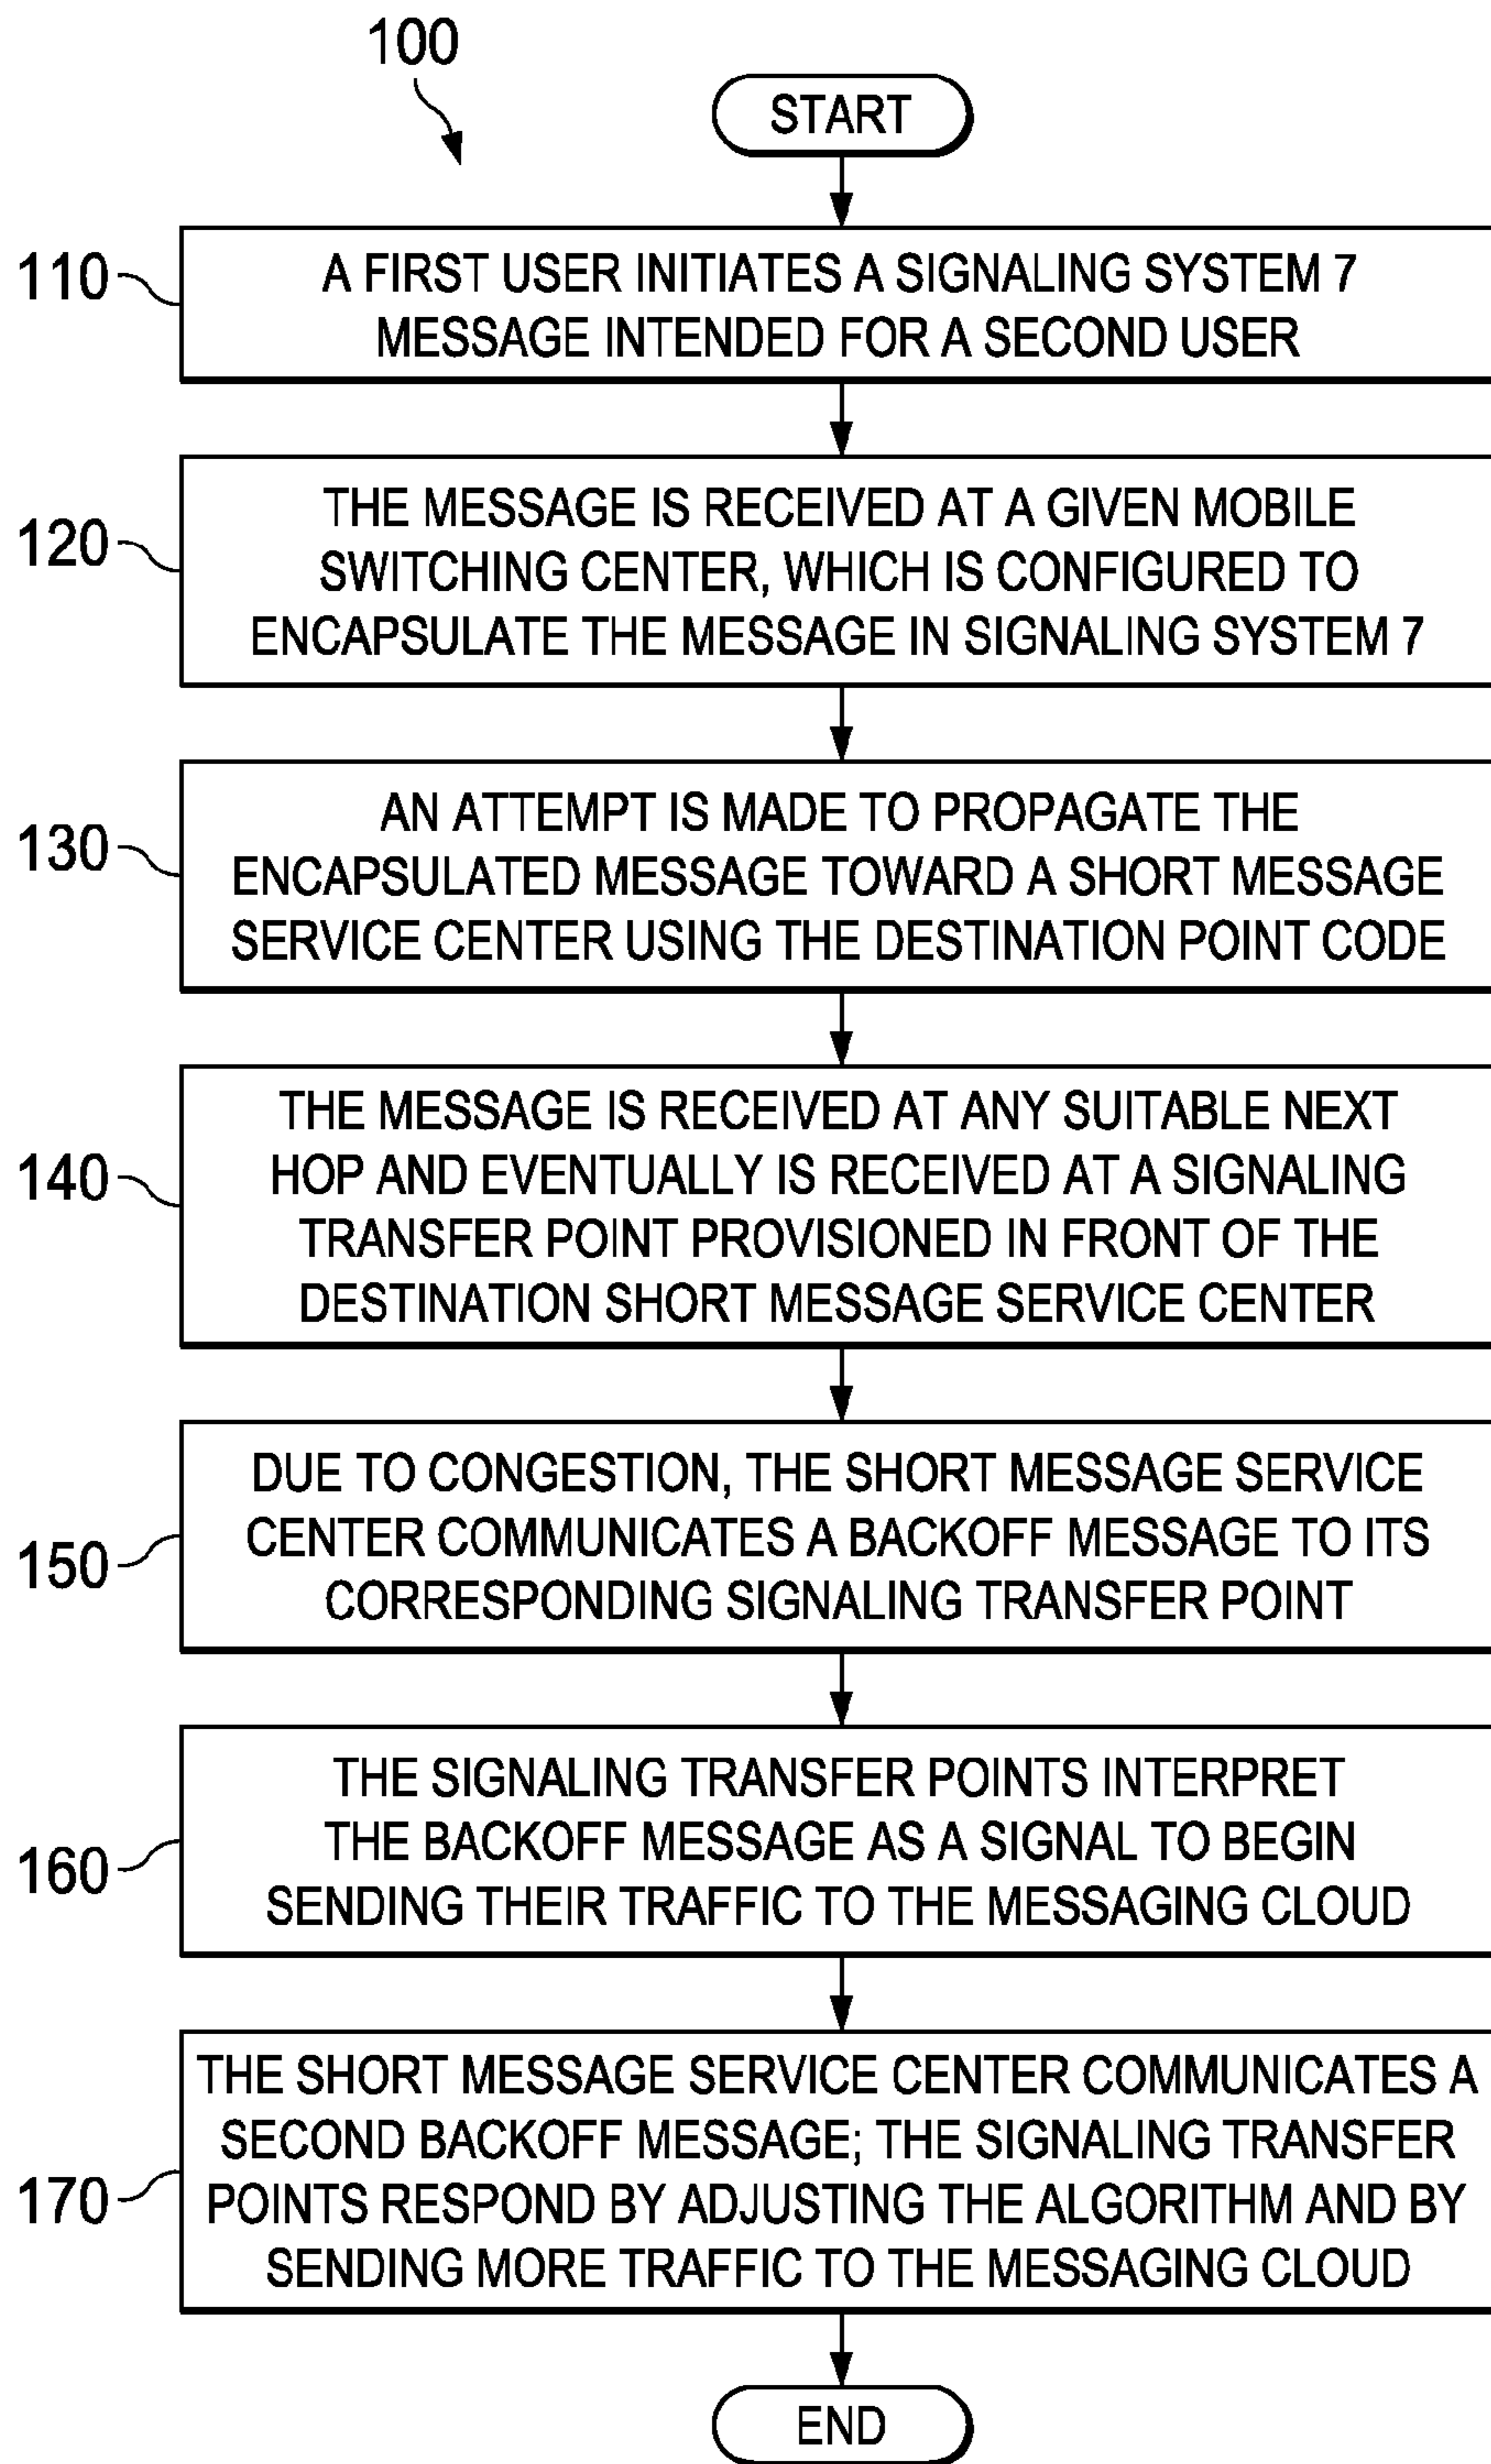 100
START
110
A FIRST USER INITIATES A SIGNALING SYSTEM 7
MESSAGE INTENDED FOR A SECOND USER
120
THE MESSAGE IS RECEIVED AT A GIVEN MOBILE
SWITCHING CENTER, WHICH IS CONFIGURED TO
ENCAPSULATE THE MESSAGE IN SIGNALING SYSTEM 7
130
AN ATTEMPT IS MADE TO PROPAGATE THE
ENCAPSULATED MESSAGE TOWARD A SHORT MESSAGE
SERVICE CENTER USING THE DESTINATION POINT CODE
140
THE MESSAGE IS RECEIVED AT ANY SUITABLE NEXT
HOP AND EVENTUALLY IS RECEIVED AT A SIGNALING
TRANSFER POINT PROVISIONED IN FRONT OF THE
DESTINATION SHORT MESSAGE SERVICE CENTER
150
DUE TO CONGESTION, THE SHORT MESSAGE SERVICE
CENTER COMMUNICATES A BACKOFF MESSAGE TO ITS
CORRESPONDING SIGNALING TRANSFER POINT
160
THE SIGNALING TRANSFER POINTS INTERPRET
THE BACKOFF MESSAGE AS A SIGNAL TO BEGIN
SENDING THEIR TRAFFIC TO THE MESSAGING CLOUD
170
THE SHORT MESSAGE SERVICE CENTER COMMUNICATES A
SECOND BACKOFF MESSAGE; THE SIGNALING TRANSFER
POINTS RESPOND BY ADJUSTING THE ALGORITHM AND BY
SENDING MORE TRAFFIC TO THE MESSAGING CLOUD
END